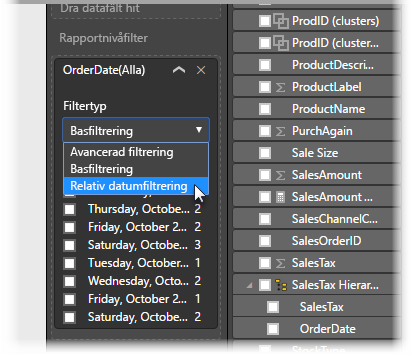 Dra datafält hit
Rapportnivåfilter
OrderDate(Alla)
Filtertyp
Basfiltrering
Avancerad filtrering
Basfiltrering
Relativ datumfiltrering
Thursday, Octobe... 2
Friday, October 2... 2
Saturday, Octobe... 3
Tuesday, October... 1
Wednesday, Octo... 2
Friday, October 2... 1
Saturday, Octobe... 2
ProdID (clusters)
ProdID (cluster...
ProductDescri...
ProductLabel
ProductName
PurchAgain
Sale Size
SalesAmount
SalesAmount ...
SalesChannelC...
SalesOrderID
SalesTax
SalesTax Hierar...
SalesTax
OrderDate